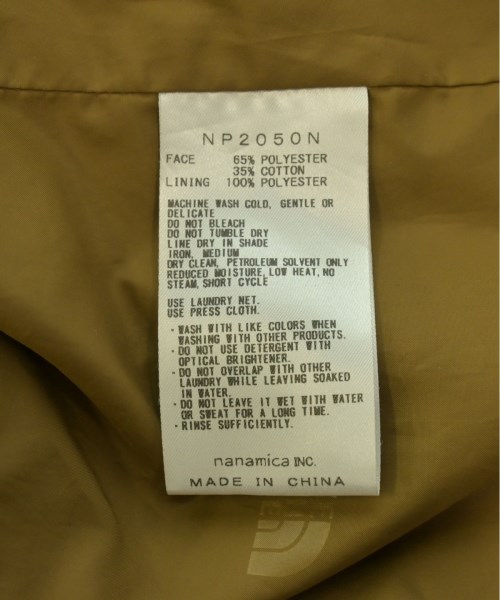 NP2050N
FACE 65% POLYESTER
35% COTTON
LINING 100% POLYESTER
MACHINE WASH COLD, GENTLE OR
DELICATE
DO NOT BLEACH
DO NOT TUMBLE DRY
LINE DRY IN SHADE
IRON, MEDIUM
DRY CLEAN, PETROLEUM SOLVENT ONLY
REDUCED MOISTURE, LOW HEAT, NO
STEAM, SHORT CYCLE
USE LAUNDRY NET.
USE PRESS CLOTH.
・WASH WITH LIKE COLORS WHEN
WASHING WITH OTHER PRODUCTS.
・DO NOT USE DETERGENT WITH
OPTICAL BRIGHTENER.
・DO NOT OVERLAP WITH OTHER
LAUNDRY WHILE LEAVING SOAKED
IN WATER.
・DO NOT LEAVE IT WET WITH WATER
OR SWEAT FOR A LONG TIME.
・RINSE SUFFICIENTLY.
nanamica INC.
MADE IN CHINA